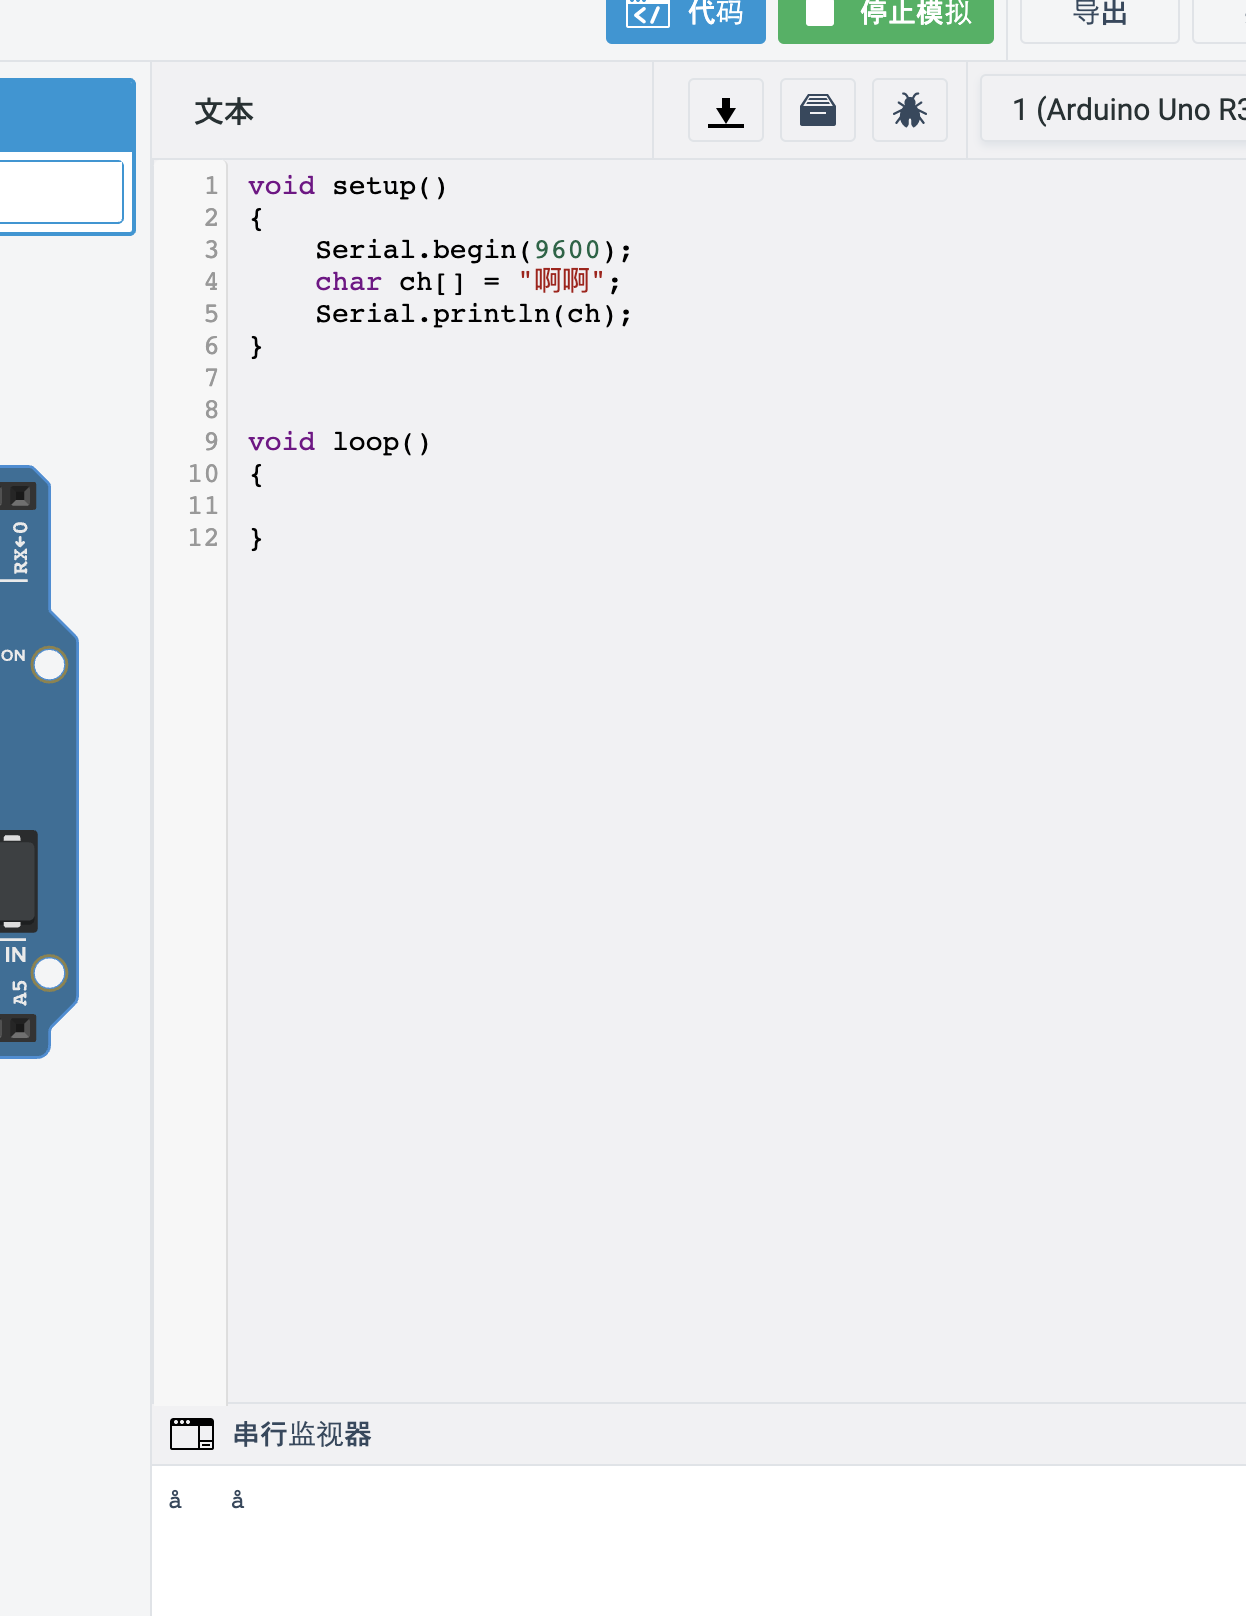 代码
停止模拟
导出
文本
1 (Arduino Uno R3
1 void setup()
2 {
3     Serial.begin(9600);
4     char ch[] = "啊啊";
5     Serial.println(ch);
6 }
7
8
9 void loop()
10 {
11
12 }
RX←0
ON
IN
A5
串行监视器
å   å